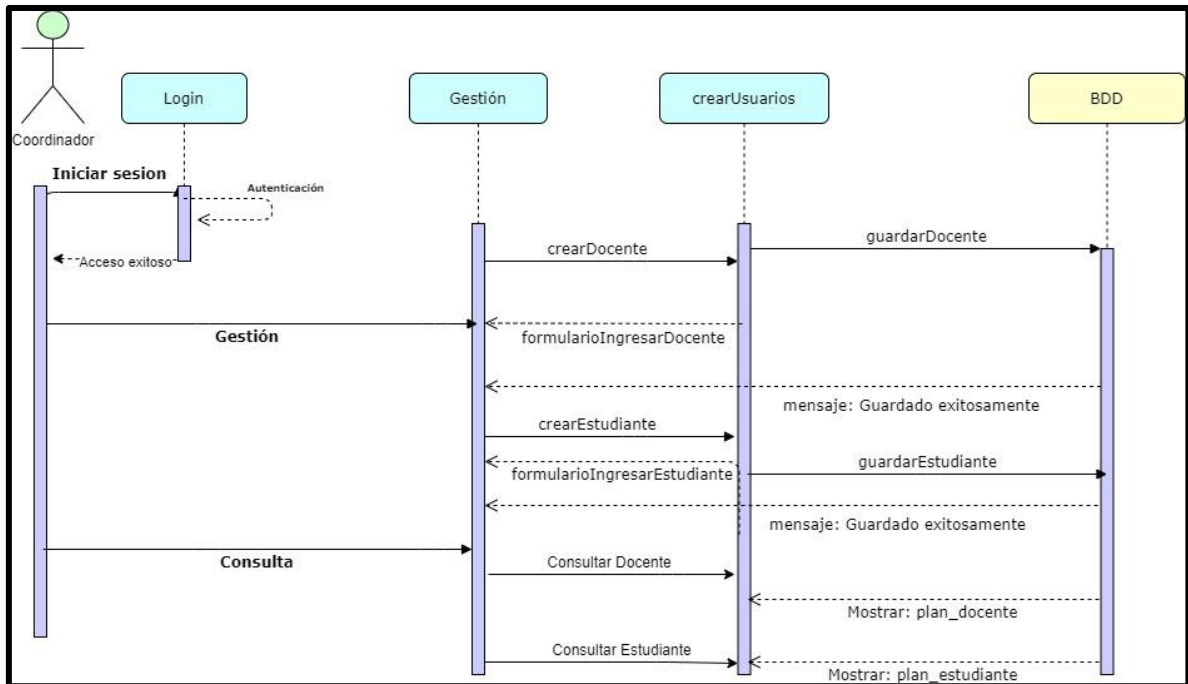 Login
Gestión
crearUsuarios
BDD
Coordinador
Iniciar sesion
Autenticación
guardarDocente
crearDocente
Acceso exitoso
Gestión
formularioIngresarDocente
mensaje: Guardado exitosamente
crearEstudiante
guardarEstudiante
formularioIngresarEstudiante
mensaje: Guardado exitosamente
Consulta
Consultar Docente
Mostrar: plan_docente
Consultar Estudiante
Mostrar: plan_estudiante